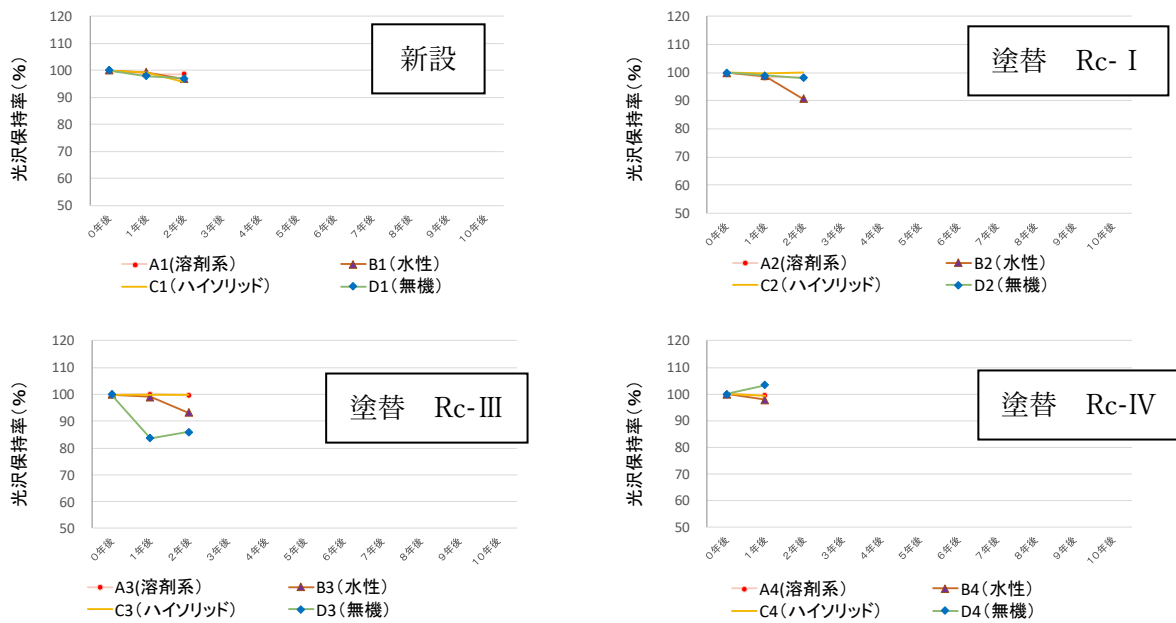 新設
光沢保持率(%)
120
110
100
90
80
70
60
50
0年後 1年後 2年後 3年後 4年後 5年後 6年後 7年後 8年後 9年後 10年後
A1(溶剤系) B1(水性)
C1(ハイソリッド) D1(無機)
塗替 Rc-Ⅰ
光沢保持率(%)
120
110
100
90
80
70
60
50
0年後 1年後 2年後 3年後 4年後 5年後 6年後 7年後 8年後 9年後 10年後
A2(溶剤系) B2(水性)
C2(ハイソリッド) D2(無機)
塗替 Rc-Ⅲ
光沢保持率(%)
120
110
100
90
80
70
60
50
0年後 1年後 2年後 3年後 4年後 5年後 6年後 7年後 8年後 9年後 10年後
A3(溶剤系) B3(水性)
C3(ハイソリッド) D3(無機)
塗替 Rc-Ⅳ
光沢保持率(%)
120
110
100
90
80
70
60
50
0年後 1年後 2年後 3年後 4年後 5年後 6年後 7年後 8年後 9年後 10年後
A4(溶剤系) B4(水性)
C4(ハイソリッド) D4(無機)